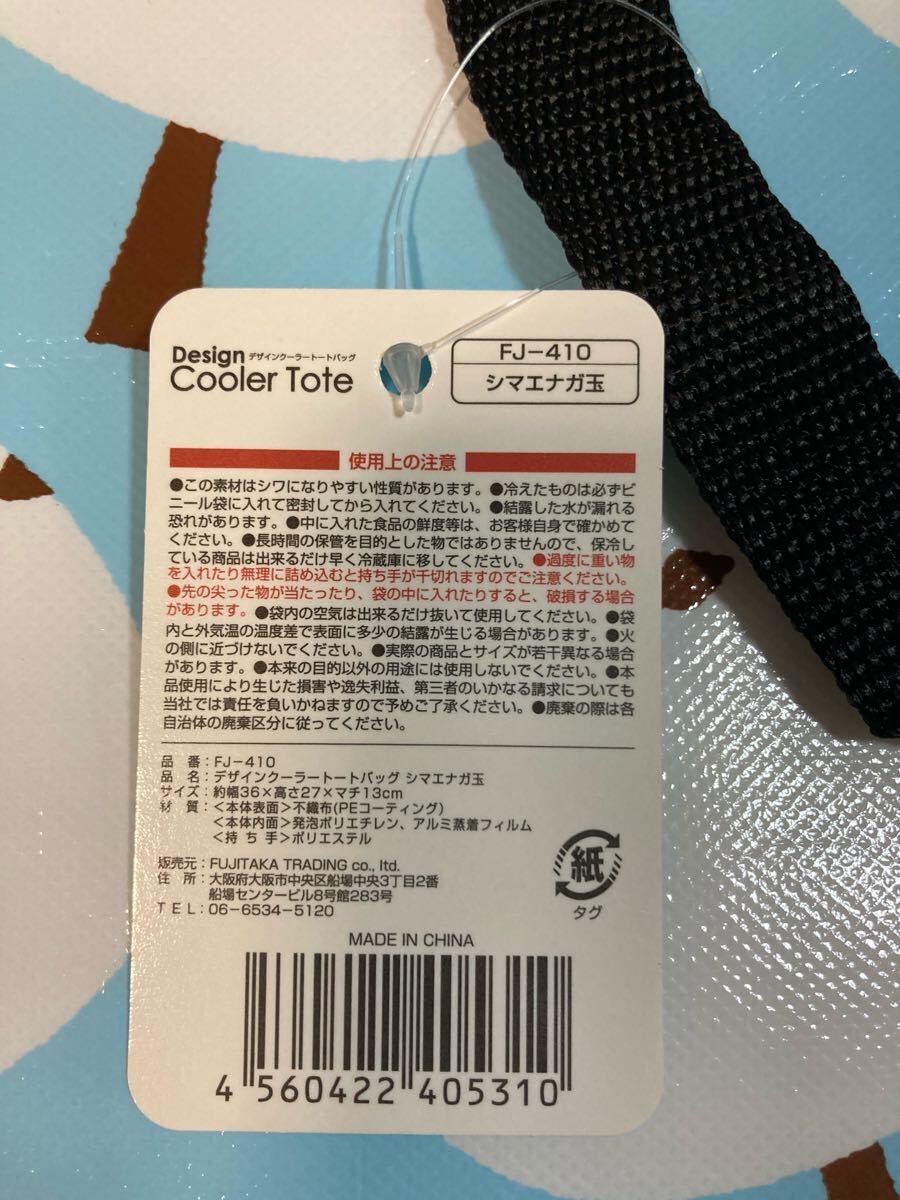 Design デザインクーラートートバッグ
Cooler Tote
FJ-410
シマエナガ玉
使用上の注意
●この素材はシワになりやすい性質があります。●冷えたものは必ずビ
ニール袋に入れて密封してから入れてください。●結露した水が漏れる
恐れがあります。●中に入れた食品の鮮度等は、お客様自身で確かめて
ください。●長時間の保管を目的とした物ではありませんので、保冷し
ている商品は出来るだけ早く冷蔵庫に移してください。●過度に重い物
を入れたり無理に詰め込むと持ち手が千切れますのでご注意ください。
●先の尖った物が当たったり、袋の中に入れたりすると、破損する場合
があります。●袋内の空気は出来るだけ抜いて使用してください。●袋
内と外気温の温度差で表面に多少の結露が生じる場合があります。●火
の側に近づけないでください。●実際の商品とサイズが若干異なる場合
があります。●本来の目的以外の用途には使用しないでください。●本
品使用により生じた損害や逸失利益、第三者のいかなる請求についても
当社では責任を負いかねますので予めご了承ください。●廃棄の際は各
自治体の廃棄区分に従ってください。
品 番：FJ-410
品 名：デザインクーラートートバッグ シマエナガ玉
サイズ：約幅36×高さ27×マチ13cm
材 質：＜本体表面＞不織布(PEコーティング)
＜本体内面＞発泡ポリエチレン、アルミ蒸着フィルム
＜持 ち 手＞ポリエステル
販売元：FUJITAKA TRADING co., ltd.
住 所：大阪府大阪市中央区船場中央3丁目2番
船場センタービル8号館283号
T E L：06-6534-5120
紙
タグ
MADE IN CHINA
4 560422 405310